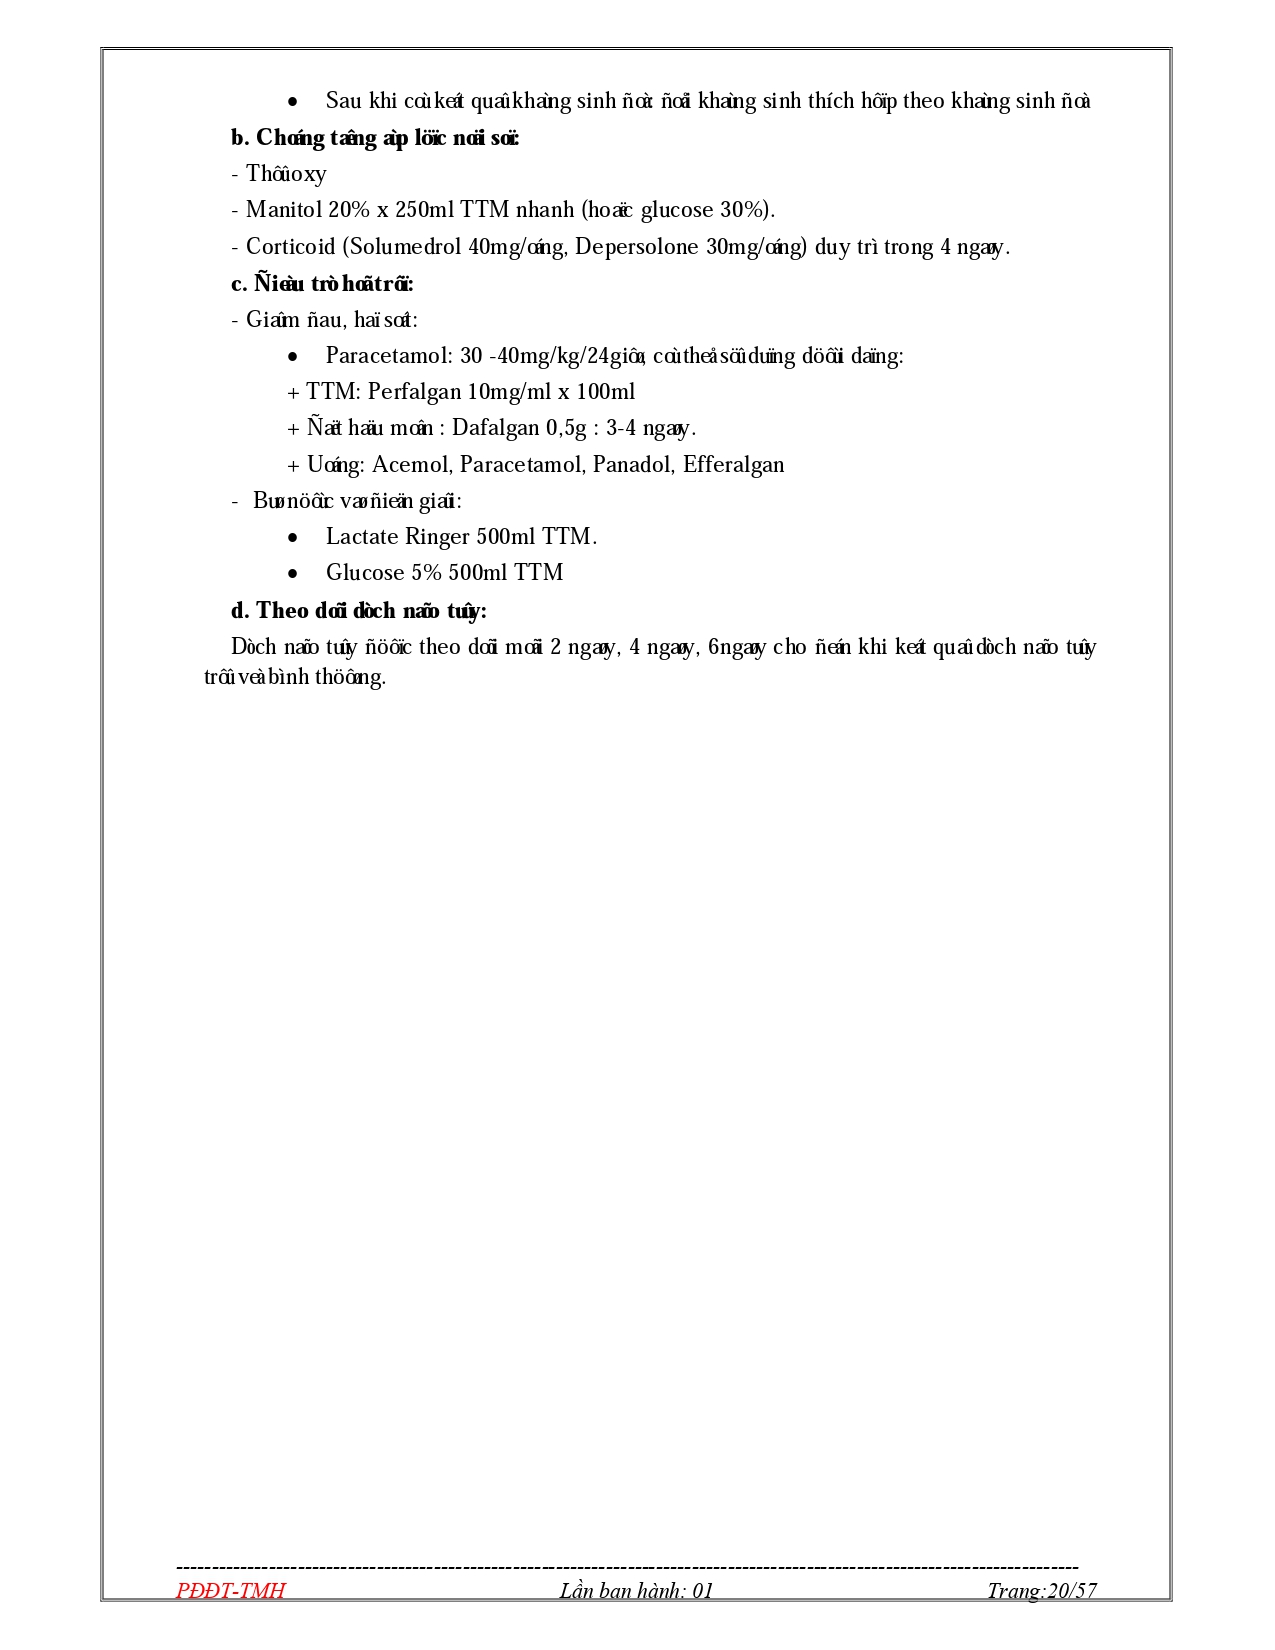 • Sau khi coù keát quaû khaùng sinh ñoà: ñoåi khaùng sinh thích hôïp theo khaùng sinh ñoà
b. Choáng taêng aùp löïc noäi soï:
- Thôû oxy
- Manitol 20% x 250ml TTM nhanh (hoaëc glucose 30%).
- Corticoid (Solumedrol 40mg/oáng, Depersolone 30mg/oáng) duy trì trong 4 ngaøy.
c. Ñieàu trò hoã trôï:
- Giaûm ñau, haï soát:
• Paracetamol: 30 -40mg/kg/24giôø, coù theå söû duïng döôùi daïng:
+ TTM: Perfalgan 10mg/ml x 100ml
+ Ñaët haäu moân : Dafalgan 0,5g : 3-4 ngaøy.
+ Uoáng: Acemol, Paracetamol, Panadol, Efferalgan
- Buø nöôùc vaø ñieän giaûi:
• Lactate Ringer 500ml TTM.
• Glucose 5% 500ml TTM
d. Theo doõi dòch naõo tuûy:
Dòch naõo tuûy ñöôïc theo doõi moãi 2 ngaøy, 4 ngaøy, 6ngaøy cho ñeán khi keát quaû dòch naõo tuûy
trôû veà bình thöôøng.
PĐĐT-TMH Lần ban hành: 01 Trang:20/57